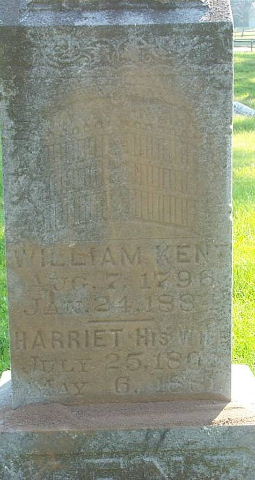 WILLIAM KENT
AUG. 7, 1796
JAN. 24, 188
HARRIET HIS WIFE
JULY 25, 180
MAY 6, 18